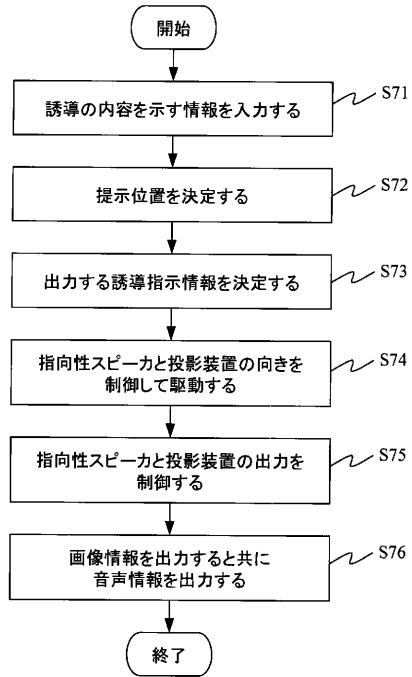 開始
S71
誘導の内容を示す情報を入力する
S72
提示位置を決定する
S73
出力する誘導指示情報を決定する
S74
指向性スピーカと投影装置の向きを
制御して駆動する
S75
指向性スピーカと投影装置の出力を
制御する
S76
画像情報を出力すると共に
音声情報を出力する
終了